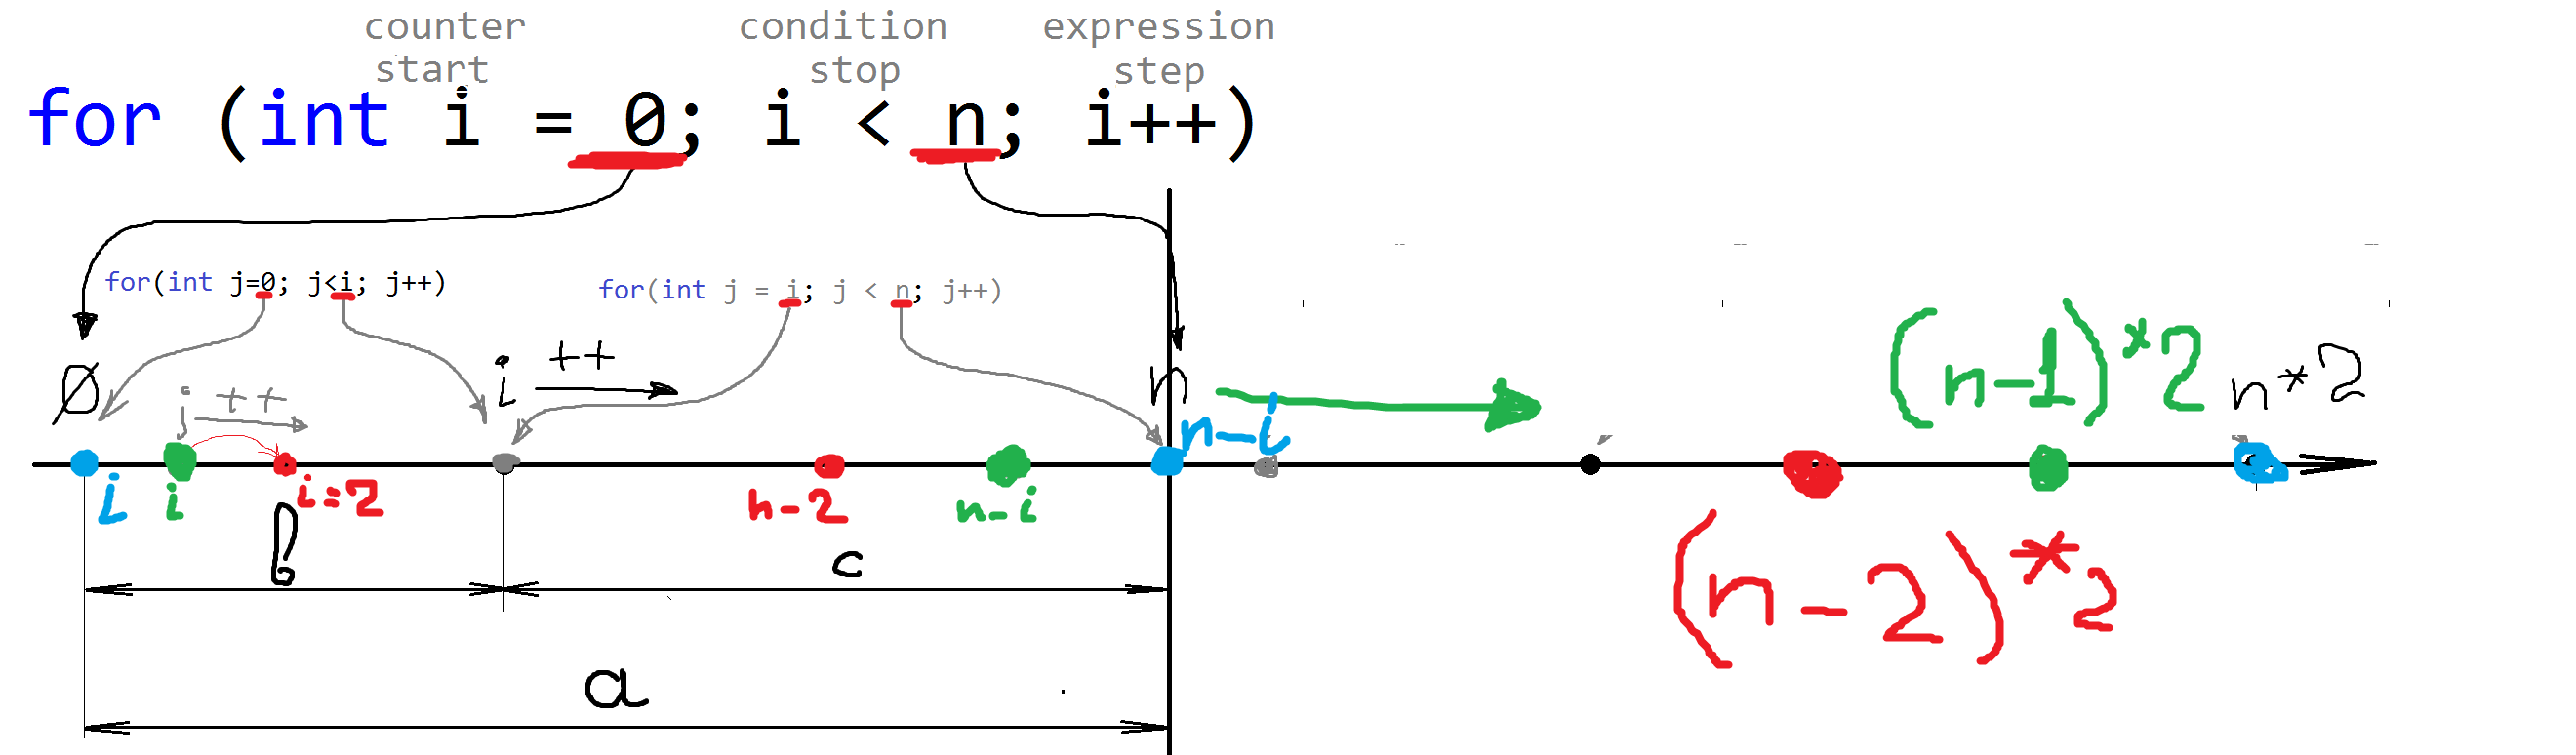 counter condition expression
start stop step
for (int i = 0; i < n; i++)
for(int j=0; j<i; j++)
for(int j = i; j < n; j++)
(n-1)*2
i ++
n
n*2
Ø
j ++
n-i
i
i
i=2
n-2
n-i
b
c
(n-2)*2
a